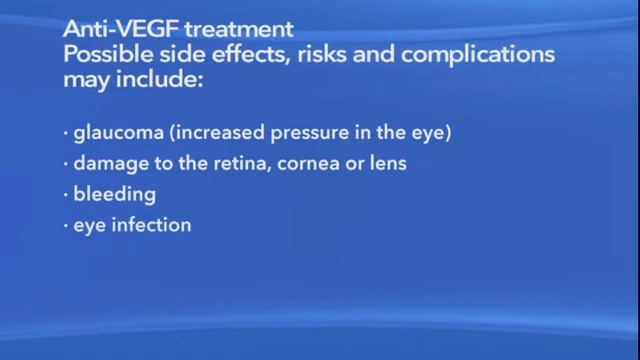 Anti-VEGF treatment
Possible side effects, risks and complications
may include:
· glaucoma (increased pressure in the eye)
· damage to the retina, cornea or lens
· bleeding
· eye infection